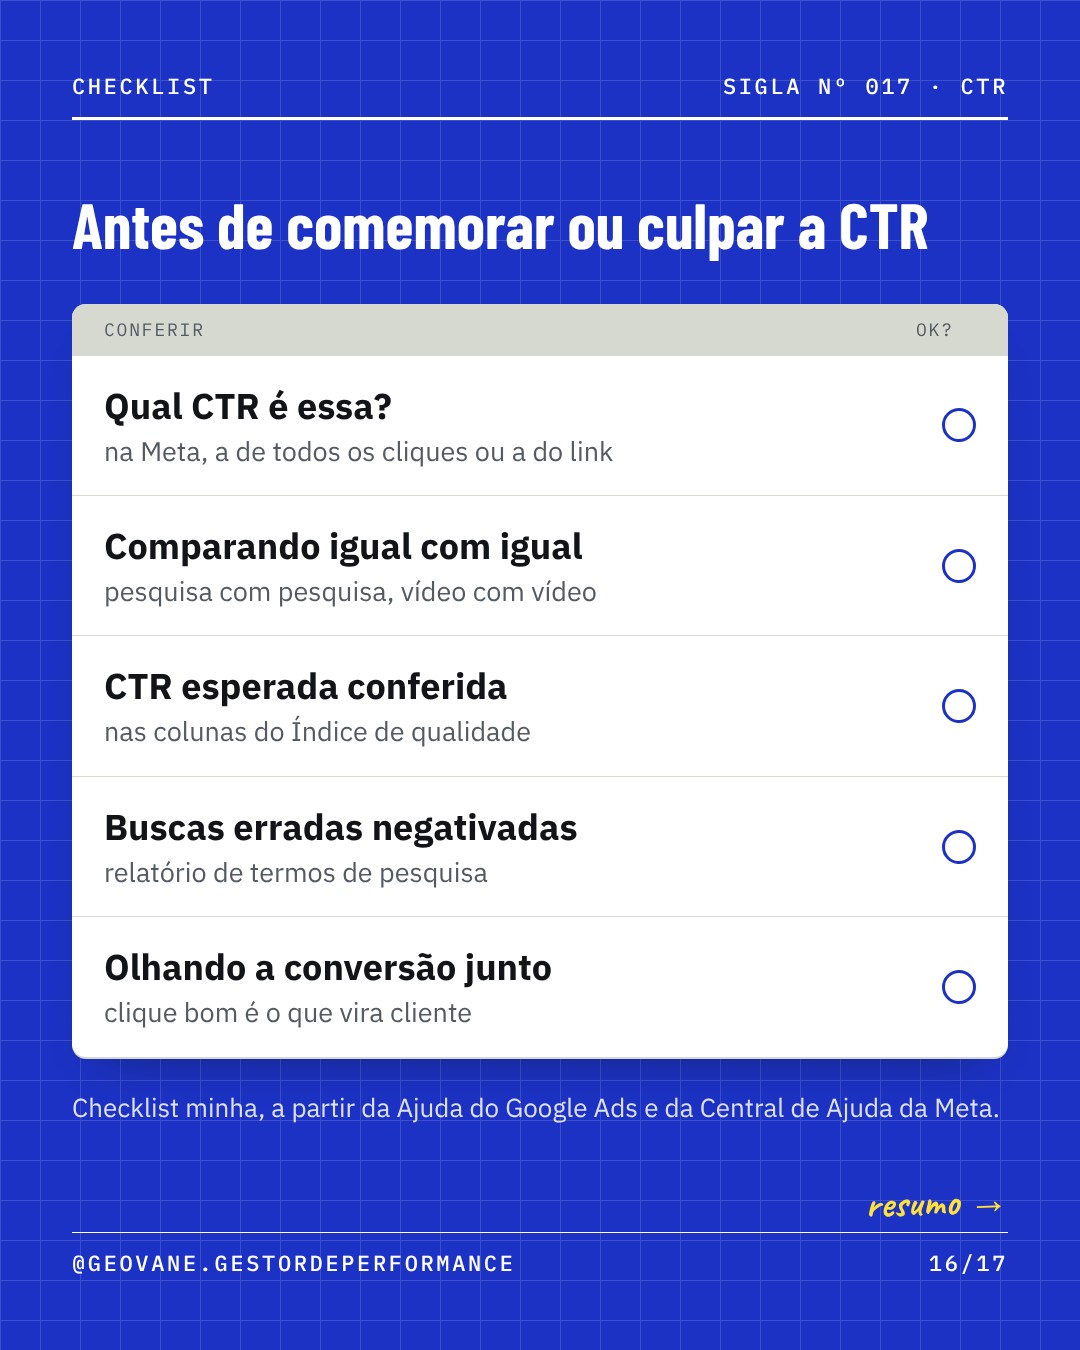 CHECKLIST
SIGLA Nº 017 · CTR
Antes de comemorar ou culpar a CTR
CONFERIR
OK?
Qual CTR é essa?
na Meta, a de todos os cliques ou a do link
Comparando igual com igual
pesquisa com pesquisa, vídeo com vídeo
CTR esperada conferida
nas colunas do Índice de qualidade
Buscas erradas negativadas
relatório de termos de pesquisa
Olhando a conversão junto
clique bom é o que vira cliente
Checklist minha, a partir da Ajuda do Google Ads e da Central de Ajuda da Meta.
resumo →
@GEOVANE.GESTORDEPERFORMANCE
16/17